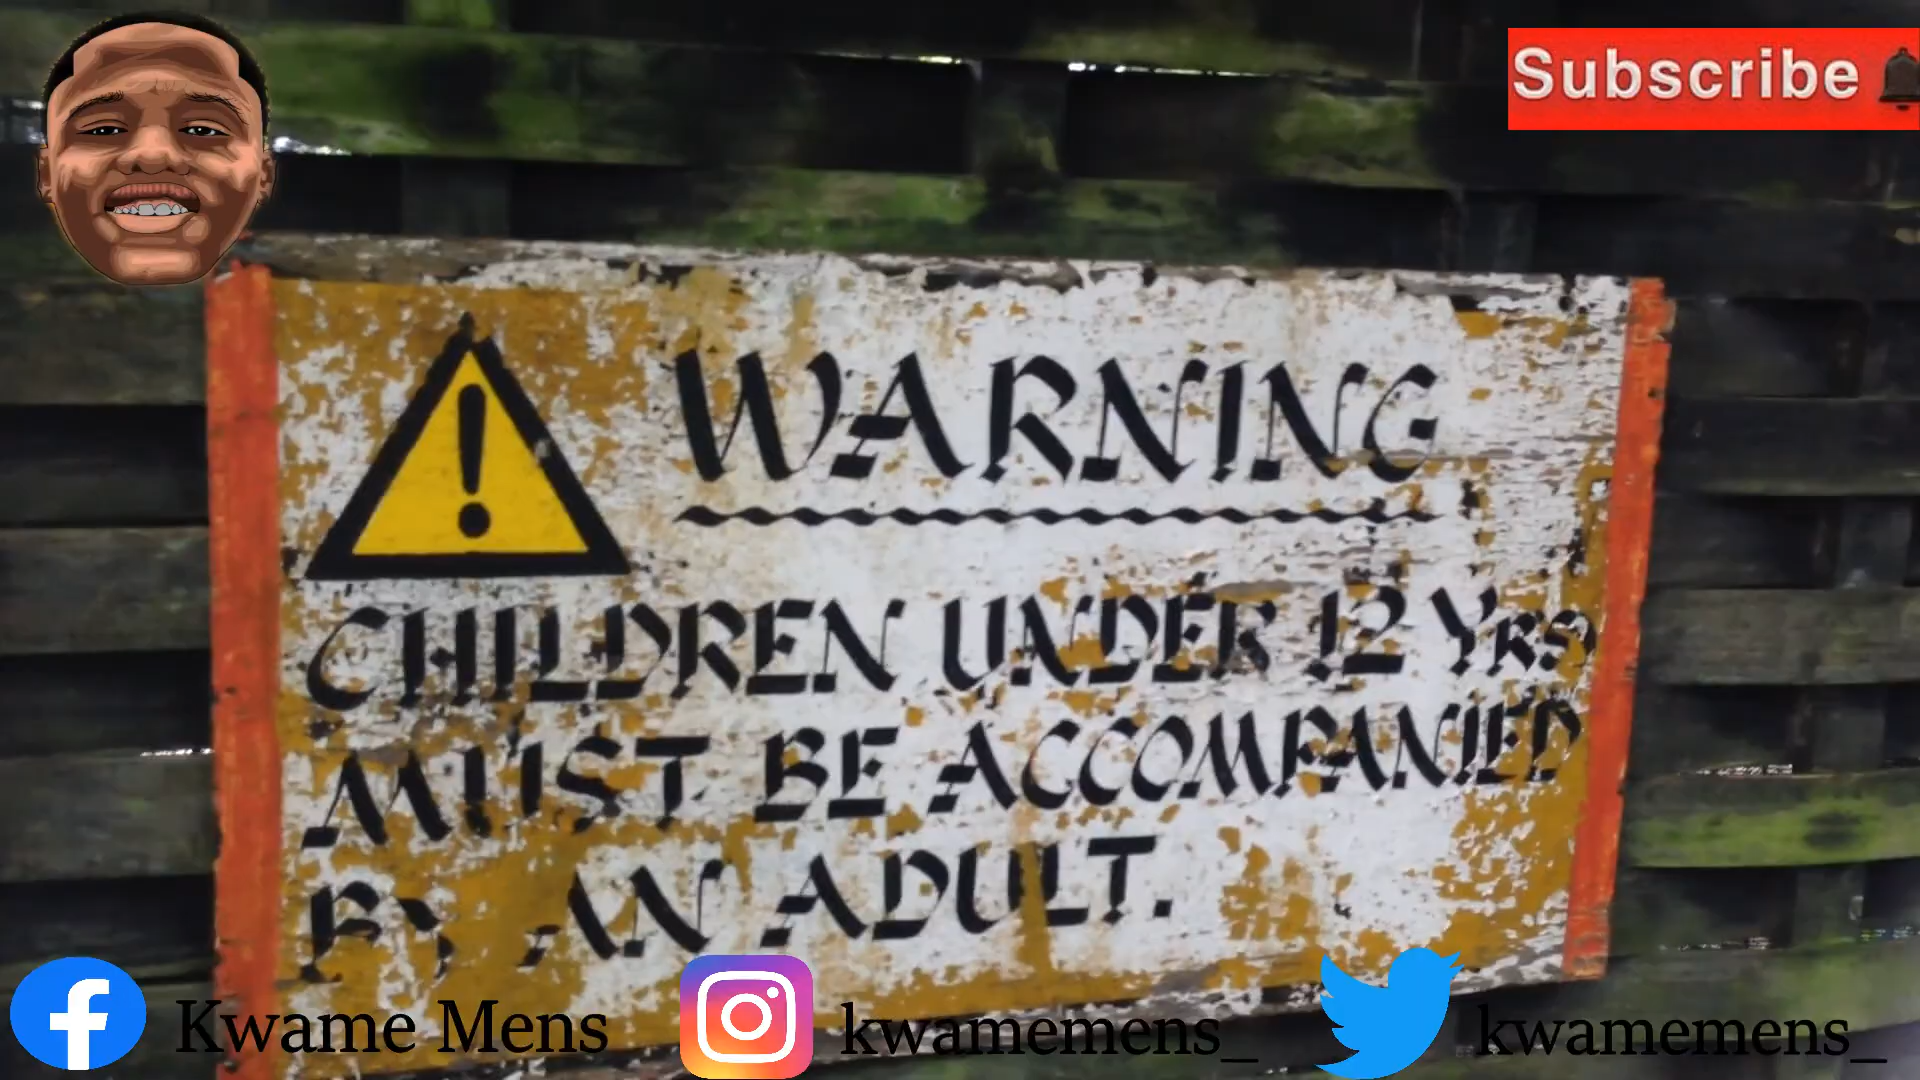 Subscribe
WARNING
CHILDREN UNDER 12 YRS
MUST BE ACCOMPANIED
BY AN ADULT.
Kwame Mens
kwamemens_
kwamemens_